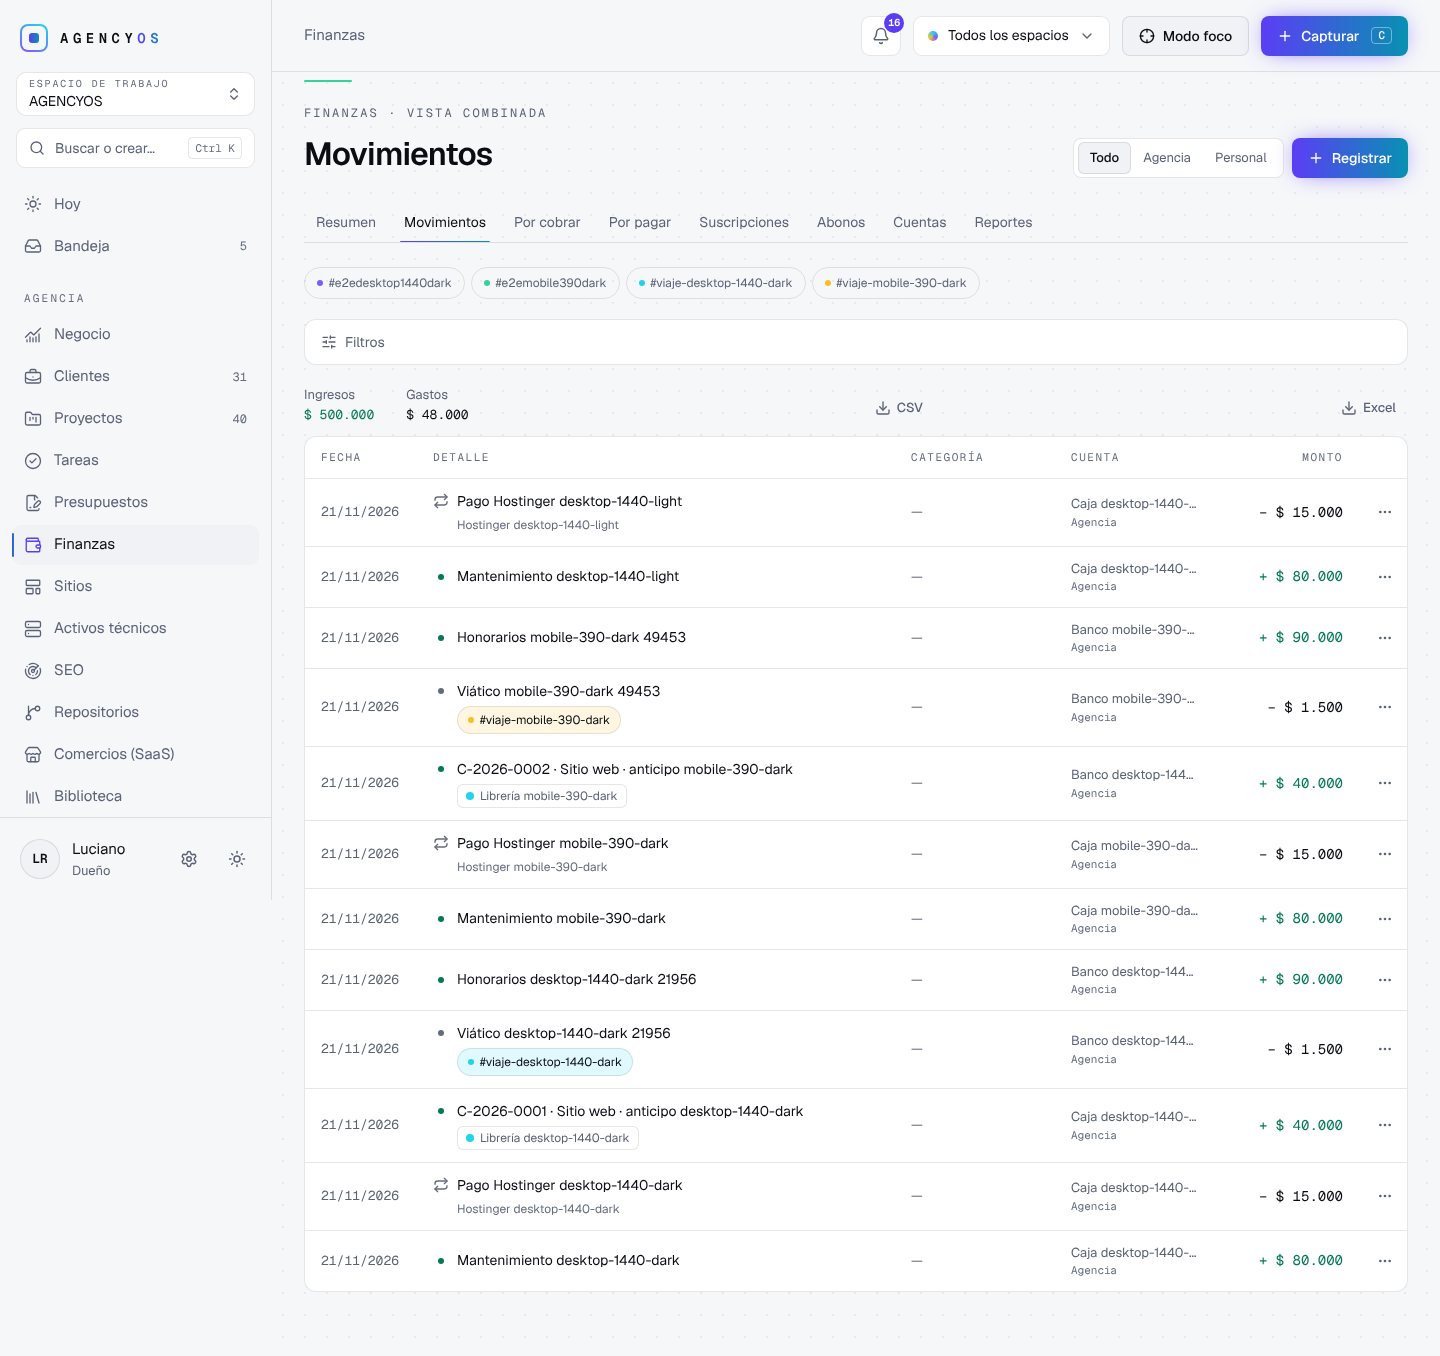 AGENCYOS
ESPACIO DE TRABAJO
AGENCYOS
Buscar o crear… Ctrl K
Hoy
Bandeja 5
AGENCIA
Negocio
Clientes 31
Proyectos 40
Tareas
Presupuestos
Finanzas
Sitios
Activos técnicos
SEO
Repositorios
Comercios (SaaS)
Biblioteca
LR Luciano
Dueño
Finanzas
16
Todos los espacios
Modo foco
Capturar C
FINANZAS · VISTA COMBINADA
Movimientos
Todo Agencia Personal
Registrar
Resumen Movimientos Por cobrar Por pagar Suscripciones Abonos Cuentas Reportes
#e2edesktop1440dark #e2emobile390dark #viaje-desktop-1440-dark #viaje-mobile-390-dark
Filtros
Ingresos Gastos
$ 500.000 $ 48.000
CSV Excel
FECHA DETALLE CATEGORÍA CUENTA MONTO
21/11/2026 Pago Hostinger desktop-1440-light — Caja desktop-1440-… – $ 15.000
Hostinger desktop-1440-light Agencia
21/11/2026 Mantenimiento desktop-1440-light — Caja desktop-1440-… + $ 80.000
Agencia
21/11/2026 Honorarios mobile-390-dark 49453 — Banco mobile-390-… + $ 90.000
Agencia
21/11/2026 Viático mobile-390-dark 49453 — Banco mobile-390-… – $ 1.500
#viaje-mobile-390-dark Agencia
21/11/2026 C-2026-0002 · Sitio web · anticipo mobile-390-dark — Banco desktop-144… + $ 40.000
Librería mobile-390-dark Agencia
21/11/2026 Pago Hostinger mobile-390-dark — Caja mobile-390-da… – $ 15.000
Hostinger mobile-390-dark Agencia
21/11/2026 Mantenimiento mobile-390-dark — Caja mobile-390-da… + $ 80.000
Agencia
21/11/2026 Honorarios desktop-1440-dark 21956 — Banco desktop-144… + $ 90.000
Agencia
21/11/2026 Viático desktop-1440-dark 21956 — Banco desktop-144… – $ 1.500
#viaje-desktop-1440-dark Agencia
21/11/2026 C-2026-0001 · Sitio web · anticipo desktop-1440-dark — Caja desktop-1440-… + $ 40.000
Librería desktop-1440-dark Agencia
21/11/2026 Pago Hostinger desktop-1440-dark — Caja desktop-1440-… – $ 15.000
Hostinger desktop-1440-dark Agencia
21/11/2026 Mantenimiento desktop-1440-dark — Caja desktop-1440-… + $ 80.000
Agencia